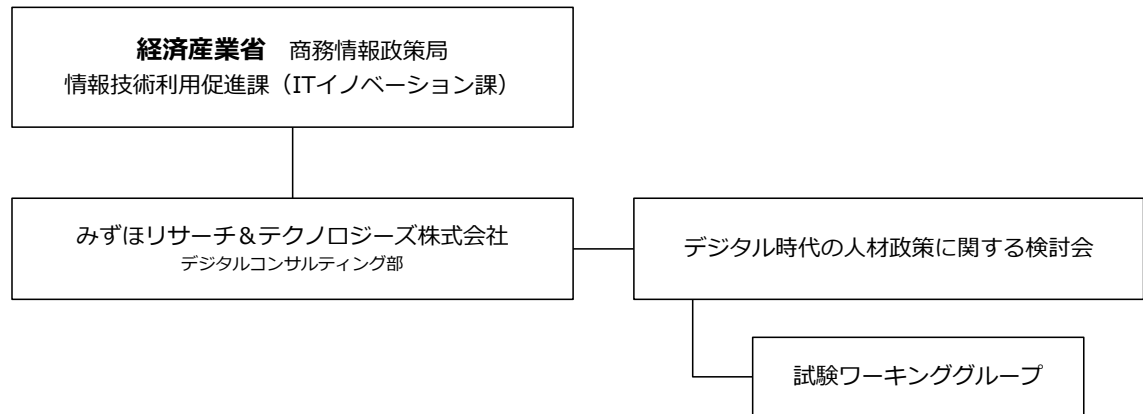 経済産業省 商務情報政策局
情報技術利用促進課（ITイノベーション課）
みずほリサーチ＆テクノロジーズ株式会社
デジタルコンサルティング部
デジタル時代の人材政策に関する検討会
試験ワーキンググループ